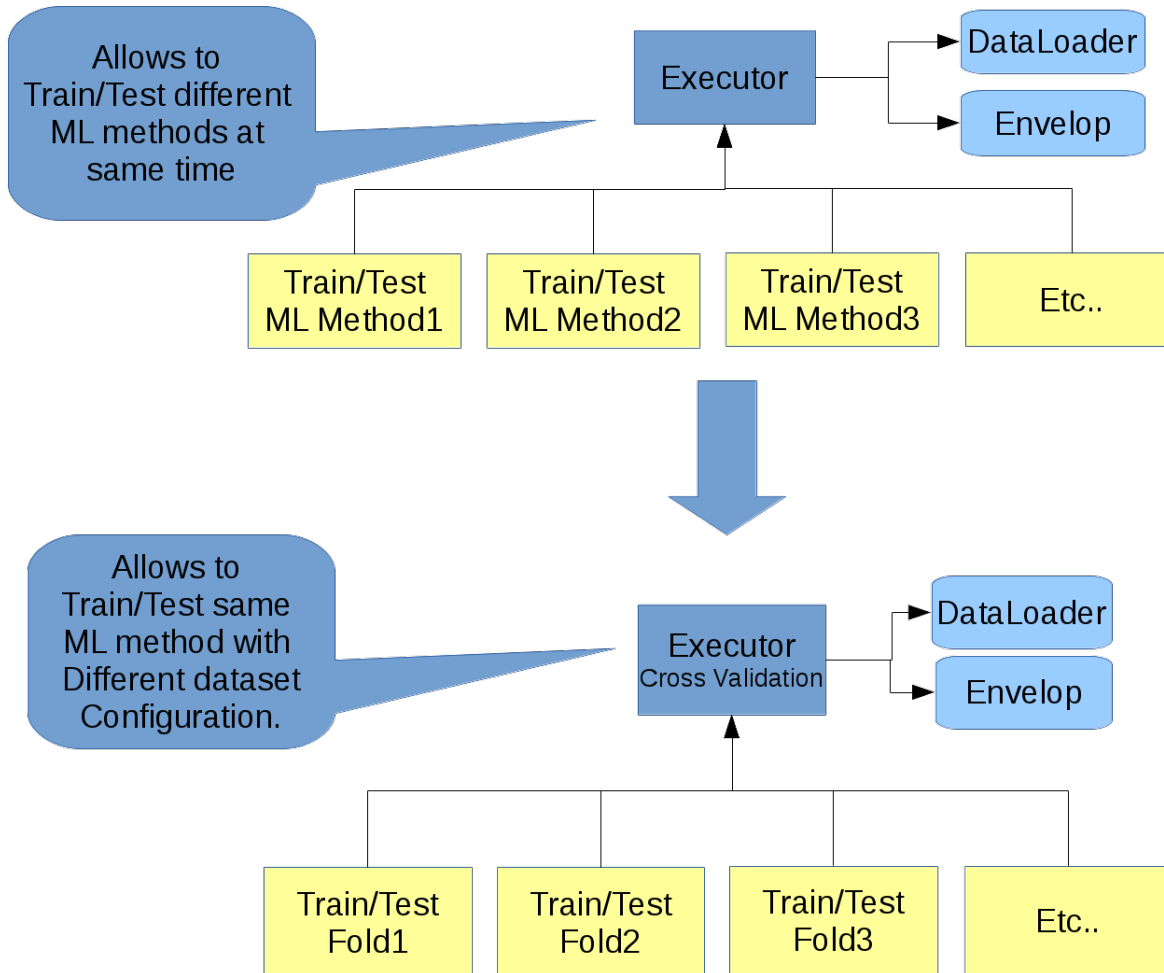 Allows to
Train/Test different
ML methods at
same time
Executor
DataLoader
Envelop
Train/Test
ML Method1
Train/Test
ML Method2
Train/Test
ML Method3
Etc..
Allows to
Train/Test same
ML method with
Different dataset
Configuration.
Executor
Cross Validation
DataLoader
Envelop
Train/Test
Fold1
Train/Test
Fold2
Train/Test
Fold3
Etc..